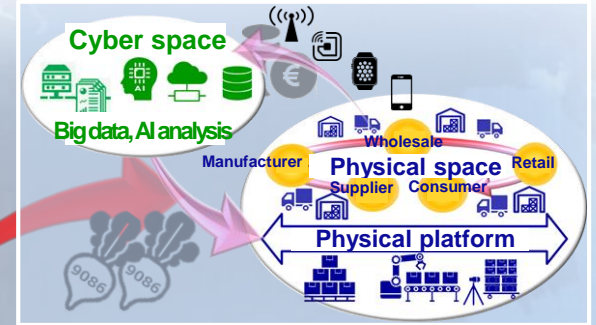 Cyber space
AI
Big data, AI analysis
€
Wholesale
Manufacturer
Physical space
Retail
Supplier
Consumer
Physical platform
9086
9086